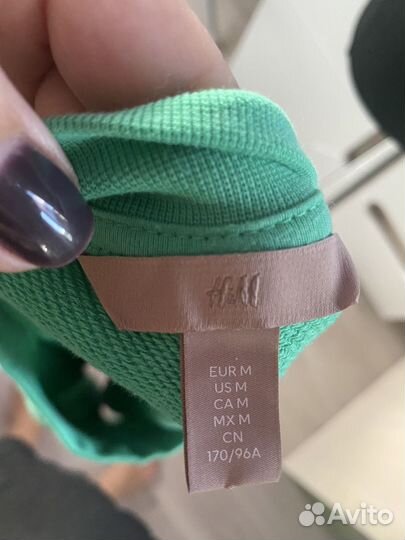 H&M
EUR M
US M
CA M
MX M
CN
170/96A
Avito